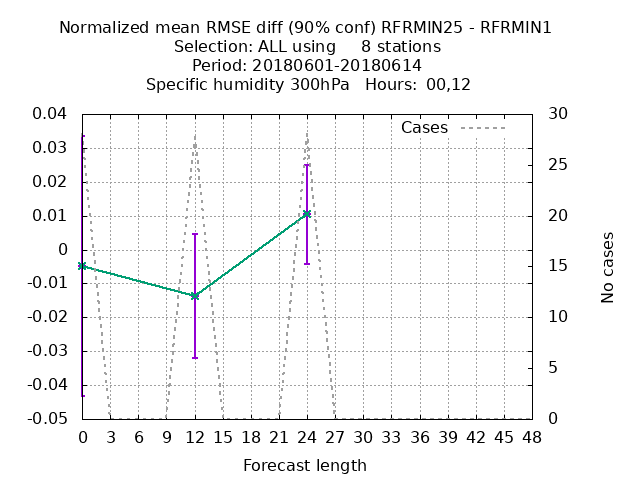 Normalized mean RMSE diff (90% conf) RFRMIN25 - RFRMIN1
Selection: ALL using     8 stations
Period: 20180601-20180614
Specific humidity 300hPa   Hours:  00,12
Cases
0.04
0.03
0.02
0.01
0
-0.01
-0.02
-0.03
-0.04
-0.05
30
25
20
15
10
5
0
No cases
0 3 6 9 12 15 18 21 24 27 30 33 36 39 42 45 48
Forecast length